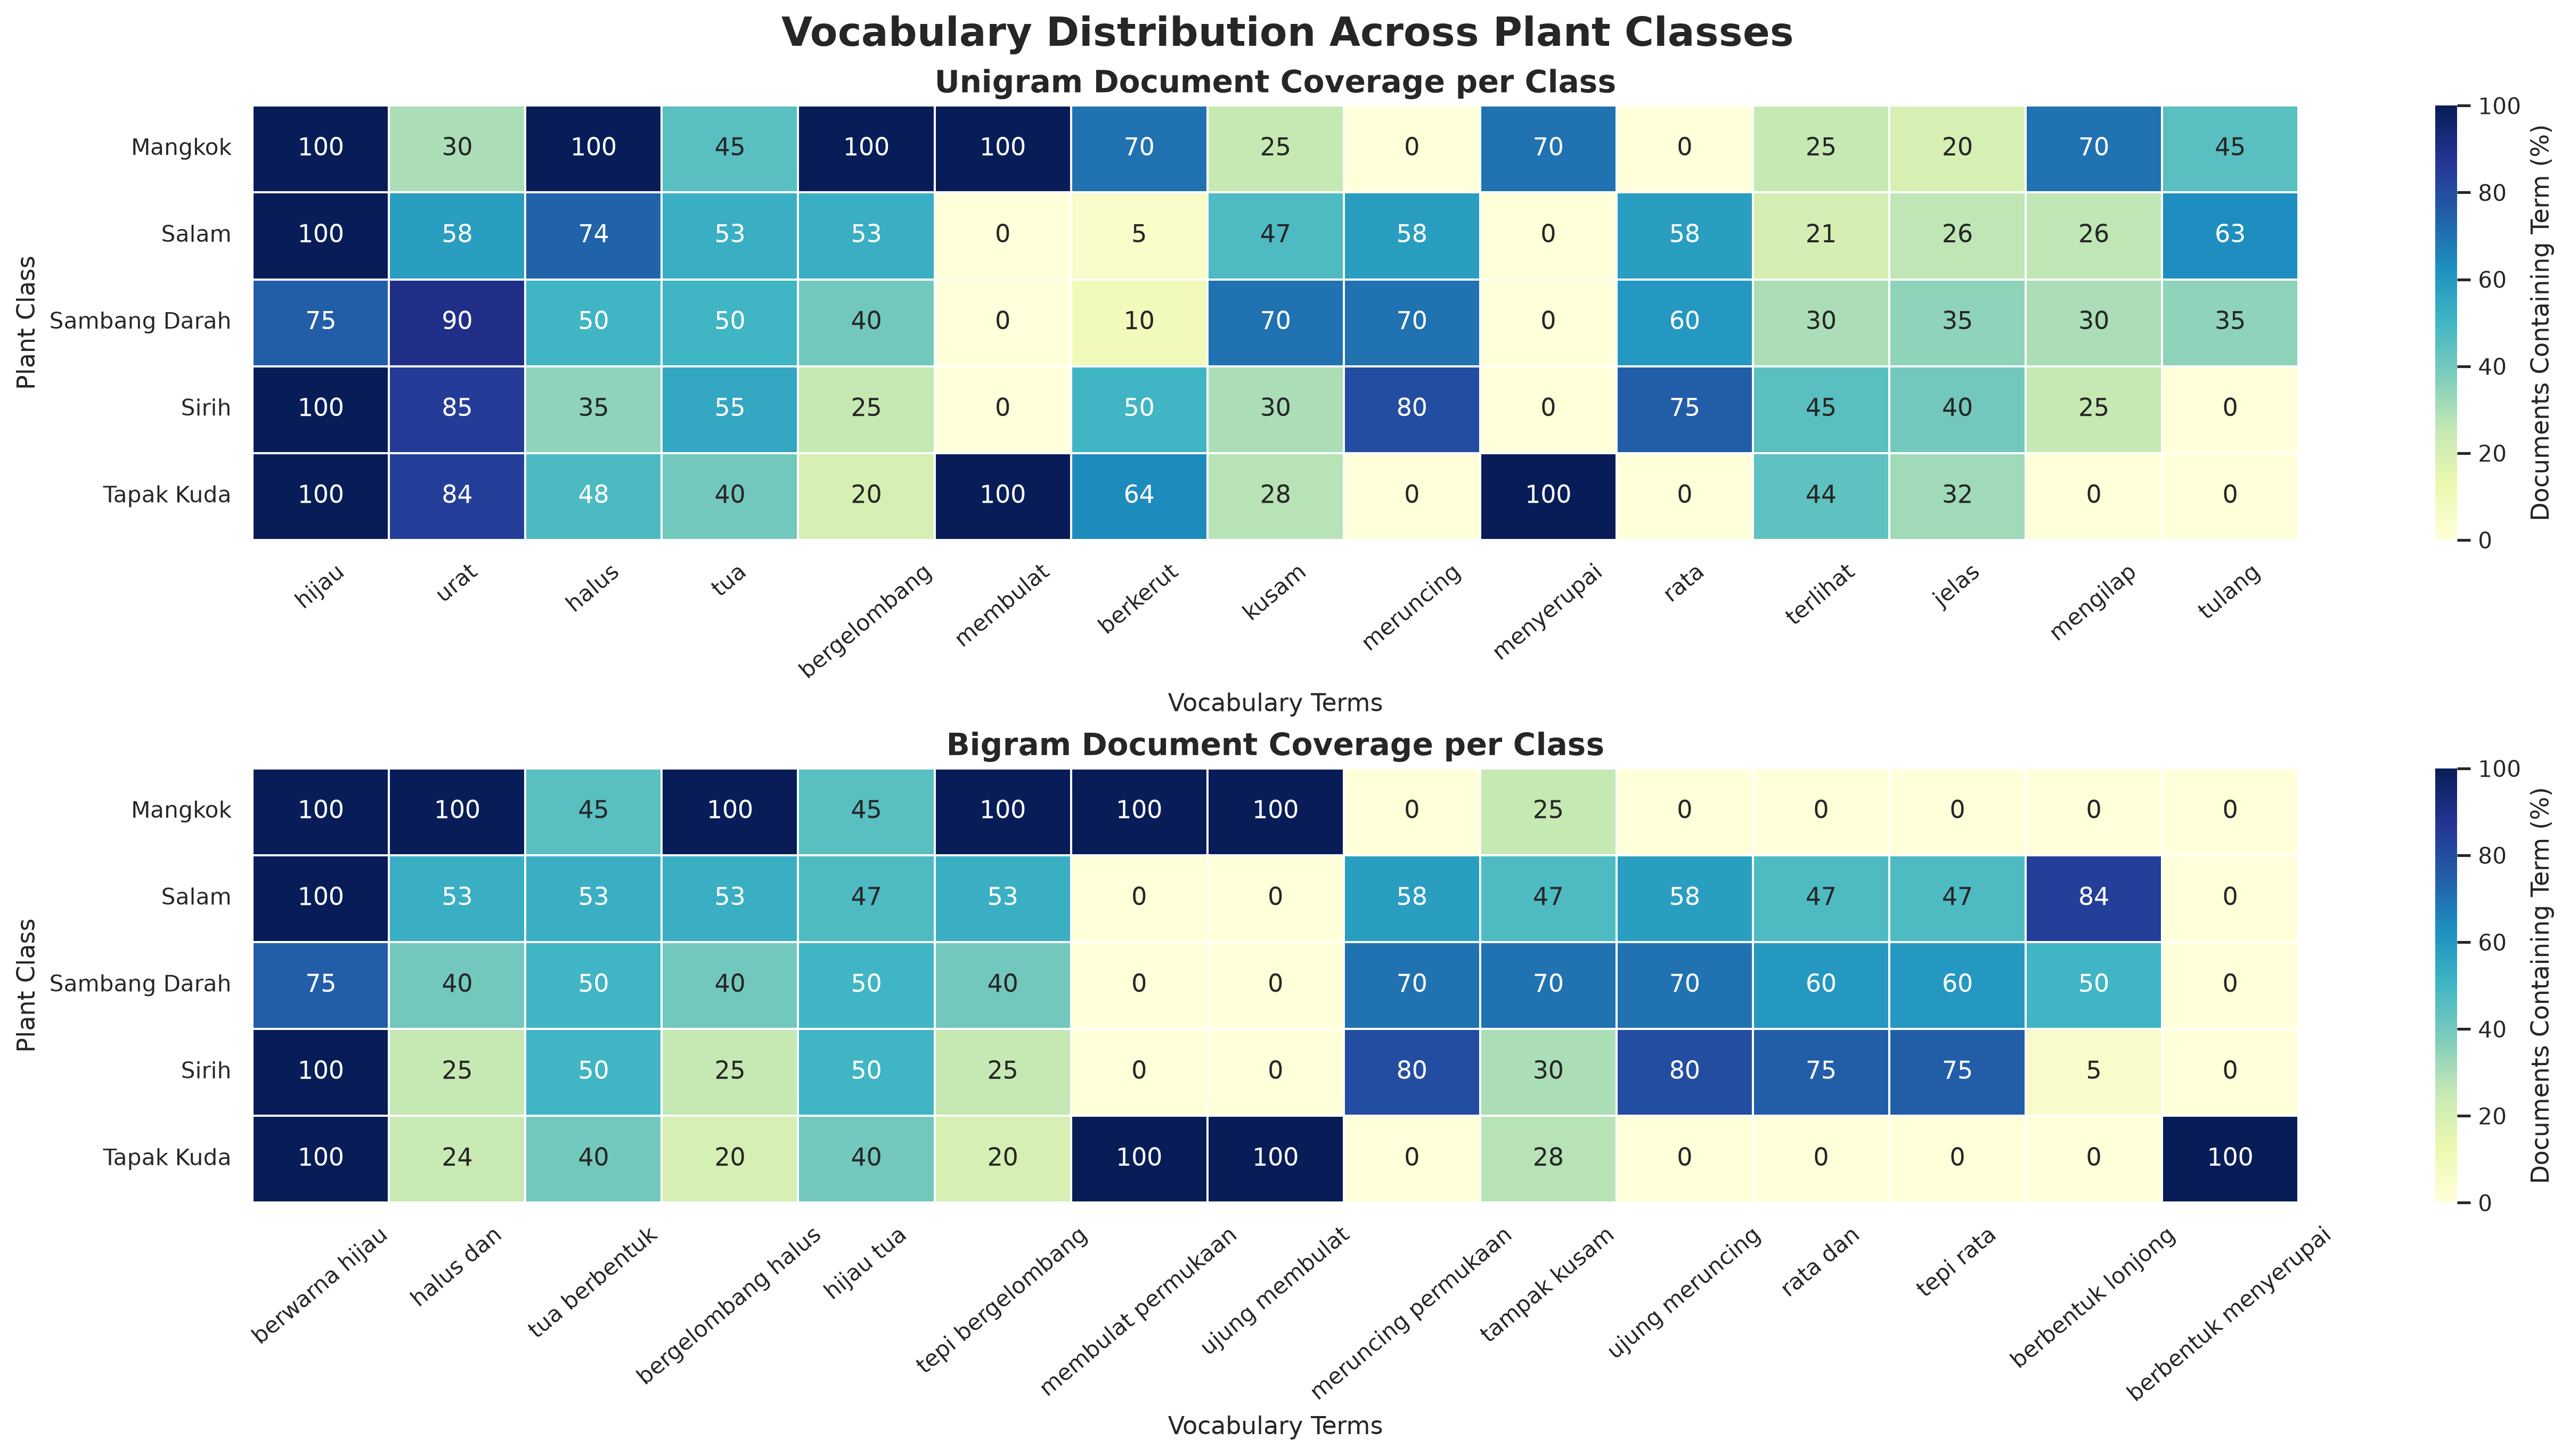 Vocabulary Distribution Across Plant Classes
Unigram Document Coverage per Class
Plant Class
Mangkok 100 30 100 45 100 100 70 25 0 70 0 25 20 70 45
Salam 100 58 74 53 53 0 5 47 58 0 58 21 26 26 63
Sambang Darah 75 90 50 50 40 0 10 70 70 0 60 30 35 30 35
Sirih 100 85 35 55 25 0 50 30 80 0 75 45 40 25 0
Tapak Kuda 100 84 48 40 20 100 64 28 0 100 0 44 32 0 0
hijau urat halus tua bergelombang membulat berkerut kusam meruncing menyerupai rata terlihat jelas mengilap tulang
Vocabulary Terms
100
80
60
40
20
0
Documents Containing Term (%)
Bigram Document Coverage per Class
Plant Class
Mangkok 100 100 45 100 45 100 100 100 0 25 0 0 0 0 0
Salam 100 53 53 53 47 53 0 0 58 47 58 47 47 84 0
Sambang Darah 75 40 50 40 50 40 0 0 70 70 70 60 60 50 0
Sirih 100 25 50 25 50 25 0 0 80 30 80 75 75 5 0
Tapak Kuda 100 24 40 20 40 20 100 100 0 28 0 0 0 0 100
berwarna hijau halus dan tua berbentuk bergelombang halus hijau tua tepi bergelombang membulat permukaan ujung membulat meruncing permukaan tampak kusam ujung meruncing rata dan tepi rata berbentuk lonjong berbentuk menyerupai
Vocabulary Terms
100
80
60
40
20
0
Documents Containing Term (%)